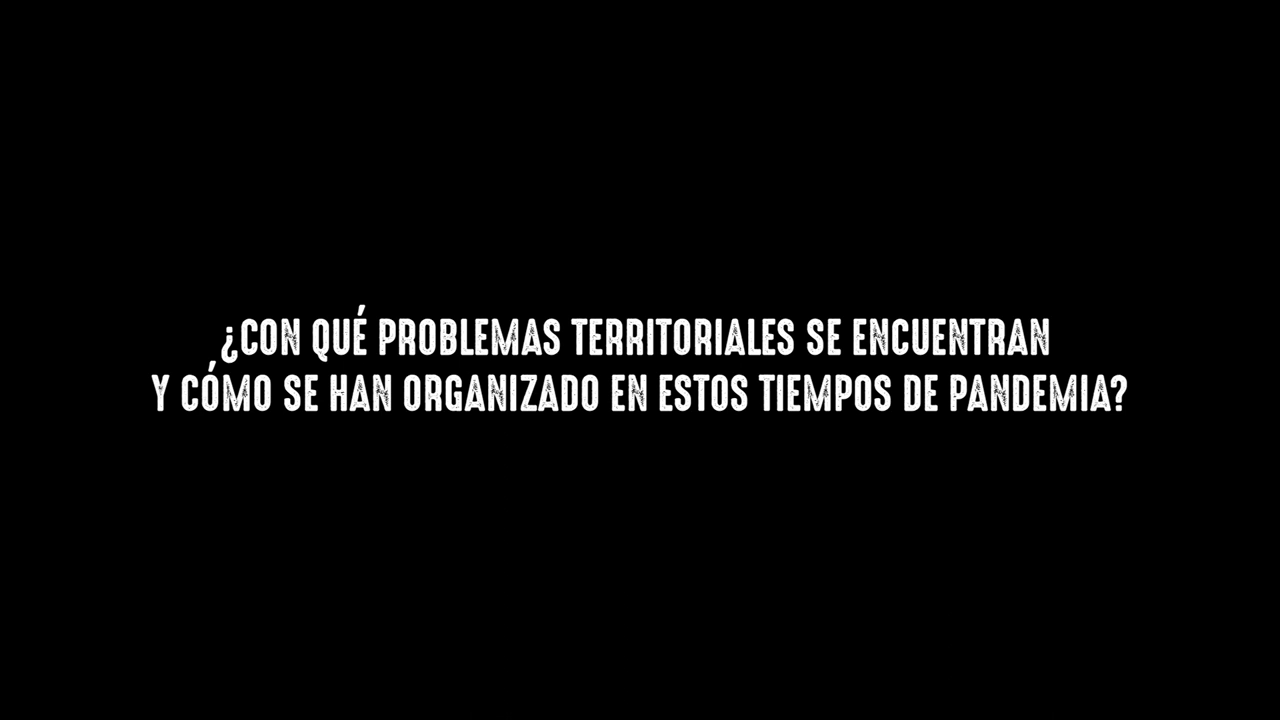 ¿CON QUÉ PROBLEMAS TERRITORIALES SE ENCUENTRAN
Y CÓMO SE HAN ORGANIZADO EN ESTOS TIEMPOS DE PANDEMIA?